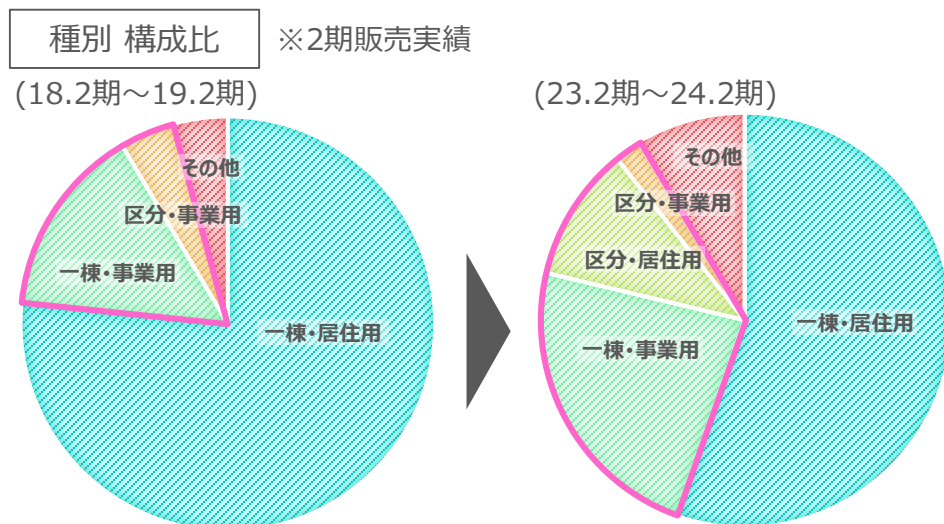 種別 構成比
※2期販売実績
(18.2期～19.2期)
その他
区分・事業用
一棟・事業用
一棟・居住用
(23.2期～24.2期)
その他
区分・事業用
区分・居住用
一棟・事業用
一棟・居住用